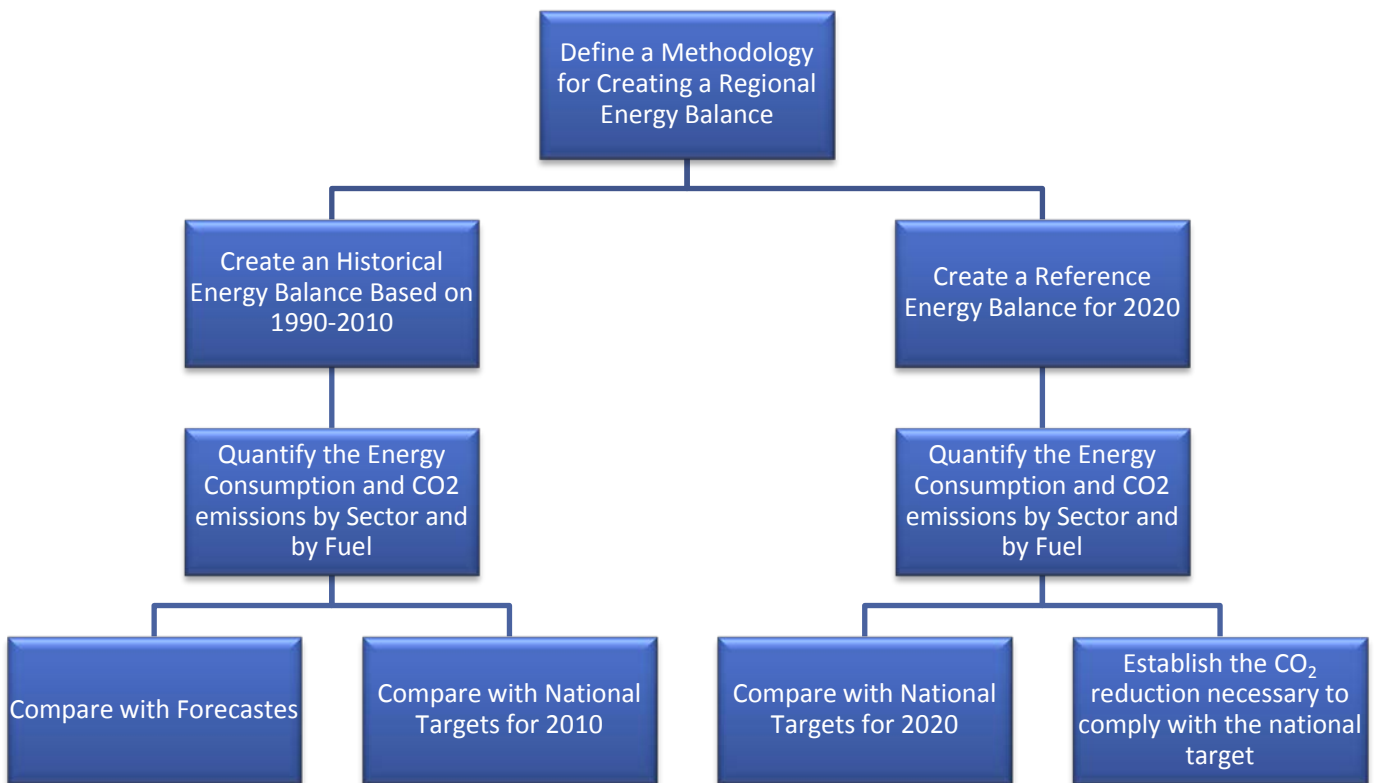 Define a Methodology
for Creating a Regional
Energy Balance
Create an Historical
Energy Balance Based on
1990-2010
Create a Reference
Energy Balance for 2020
Quantify the Energy
Consumption and CO2
emissions by Sector and
by Fuel
Quantify the Energy
Consumption and CO2
emissions by Sector and
by Fuel
Compare with Forecastes
Compare with National
Targets for 2010
Compare with National
Targets for 2020
Establish the CO₂
reduction necessary to
comply with the national
target